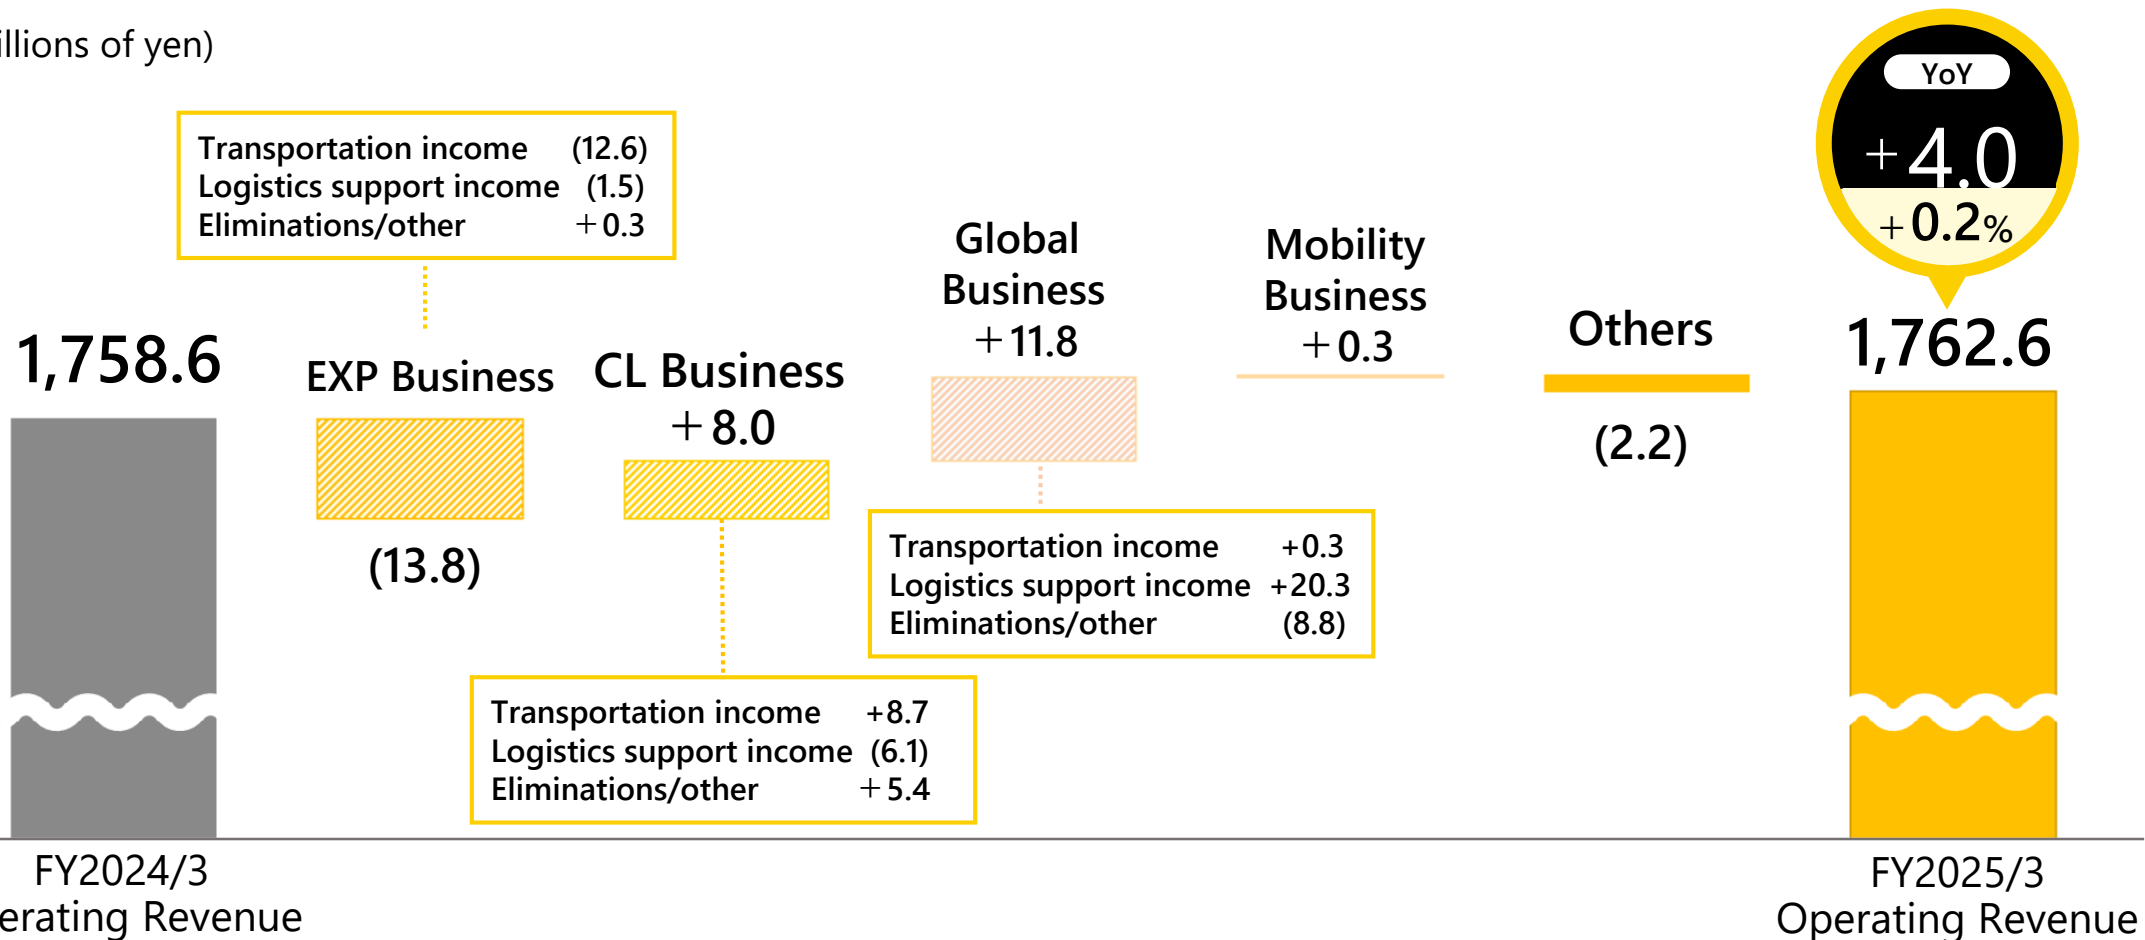 illions of yen)
YoY
+4.0
+0.2%
Transportation income (12.6)
Logistics support income (1.5)
Eliminations/other +0.3
1,758.6
EXP Business
(13.8)
CL Business
+8.0
Global
Business
+11.8
Mobility
Business
+0.3
Others
(2.2)
1,762.6
Transportation income +0.3
Logistics support income +20.3
Eliminations/other (8.8)
Transportation income +8.7
Logistics support income (6.1)
Eliminations/other +5.4
FY2024/3
erating Revenue
FY2025/3
Operating Revenue